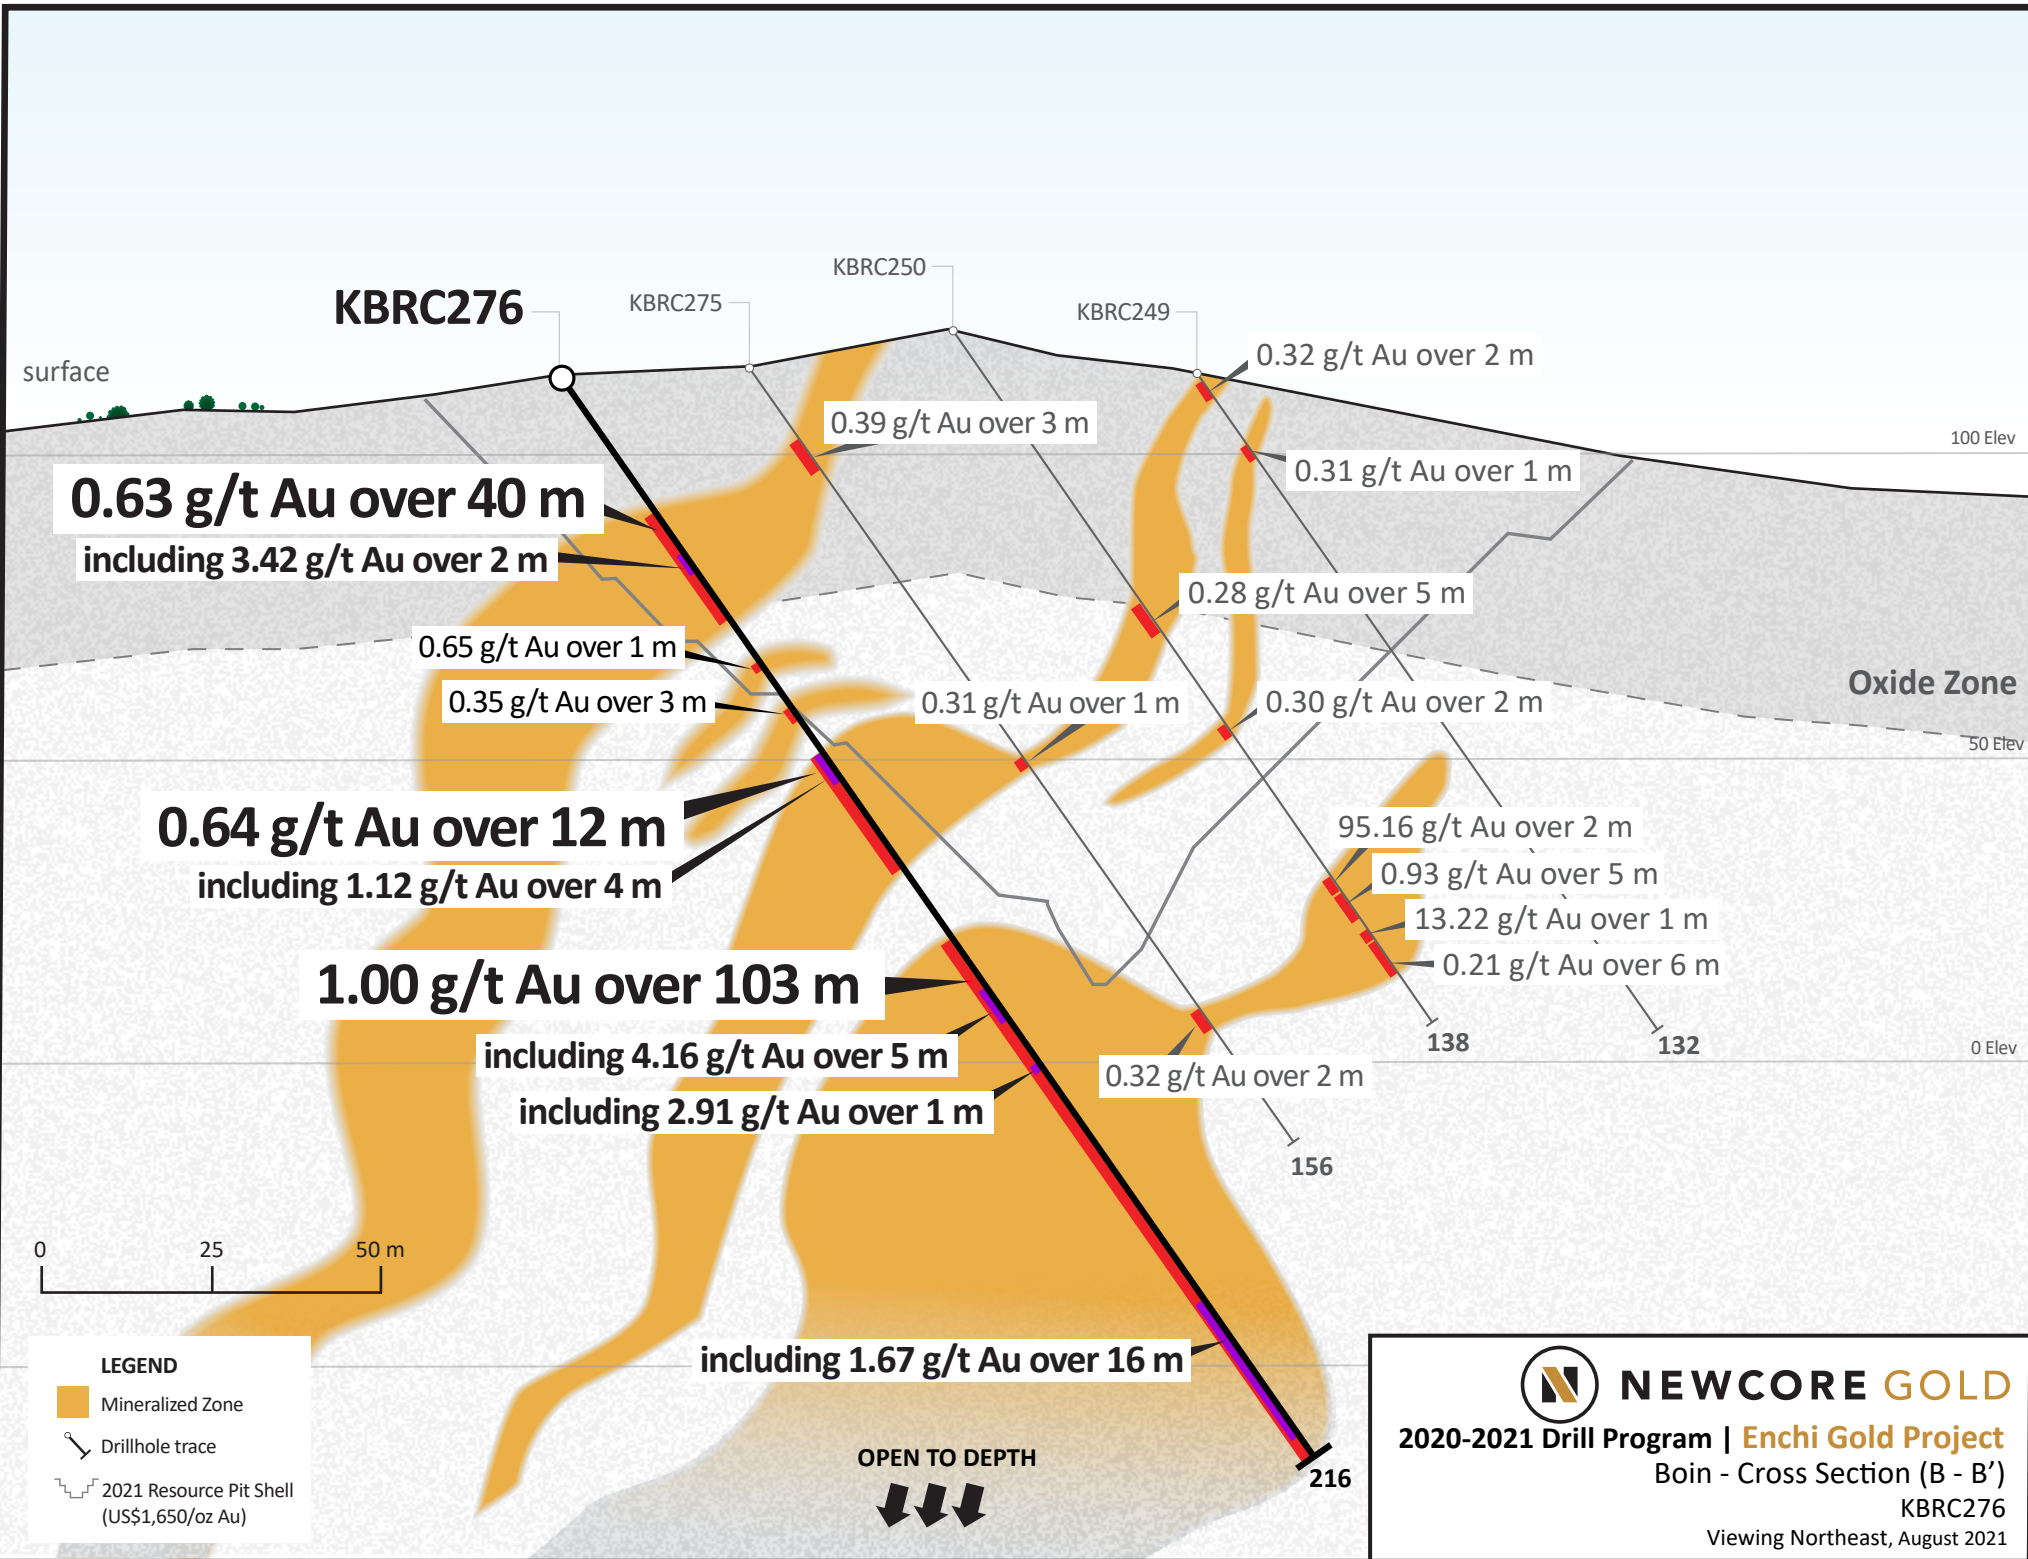 KBRC250
KBRC276
KBRC275
KBRC249
0.32 g/t Au over 2 m
surface
0.39 g/t Au over 3 m
100 Elev
0.31 g/t Au over 1 m
0.63 g/t Au over 40 m
including 3.42 g/t Au over 2 m
0.28 g/t Au over 5 m
0.65 g/t Au over 1 m
Oxide Zone
0.35 g/t Au over 3 m
0.31 g/t Au over 1 m
0.30 g/t Au over 2 m
50 Elev
0.64 g/t Au over 12 m
including 1.12 g/t Au over 4 m
95.16 g/t Au over 2 m
0.93 g/t Au over 5 m
13.22 g/t Au over 1 m
0.21 g/t Au over 6 m
1.00 g/t Au over 103 m
including 4.16 g/t Au over 5 m
including 2.91 g/t Au over 1 m
138
132
0 Elev
0.32 g/t Au over 2 m
156
0 25 50 m
including 1.67 g/t Au over 16 m
LEGEND
Mineralized Zone
Drillhole trace
2021 Resource Pit Shell
(US$1,650/oz Au)
OPEN TO DEPTH
216
NEWCORE GOLD
2020-2021 Drill Program | Enchi Gold Project
Boin - Cross Section (B - B’)
KBRC276
Viewing Northeast, August 2021